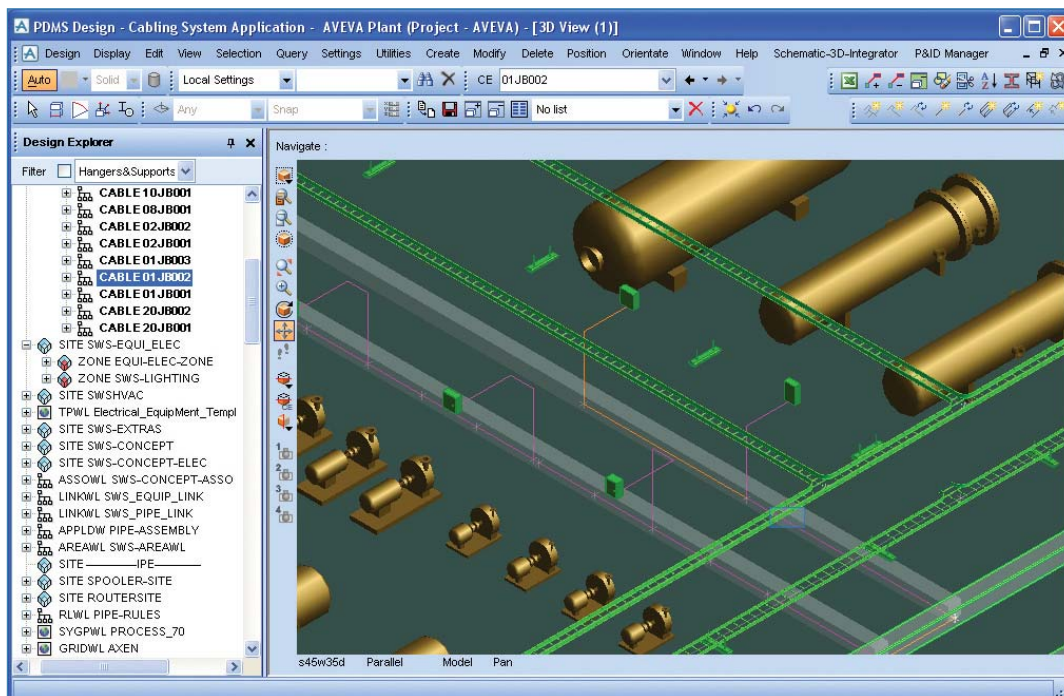 PDMS Design - Cabling System Application - AVEVA Plant (Project - AVEVA) - [3D View (1)]
Design Display Edit View Selection Query Settings Utilities Create Modify Delete Position Orientate Window Help Schematic-3D-Integrator P&ID Manager
Auto Solid Local Settings CE 01JB002
Any Snap No list
Design Explorer
Navigate :
Filter Hangers&Supports
CABLE 10JB001
CABLE 08JB001
CABLE 02JB002
CABLE 02JB001
CABLE 01JB003
CABLE 01JB002
CABLE 01JB001
CABLE 20JB002
CABLE 20JB001
SITE SWS-EQUI_ELEC
ZONE EQUI-ELEC-ZONE
ZONE SWS-LIGHTING
SITE SWSHVAC
TPWL Electrical_EquipMent_Templ
SITE SWS-EXTRAS
SITE SWS-CONCEPT
SITE SWS-CONCEPT-ELEC
ASSOWL SWS-CONCEPT-ASSO
LINKWL SWS_EQUIP_LINK
LINKWL SWS_PIPE_LINK
APPLDW PIPE-ASSEMBLY
AREAWL SWS-AREAWL
SITE ————IPE————
SITE SPOOLER-SITE
SITE ROUTERSITE
RLWL PIPE-RULES
SYGPWL PROCESS_70
GRIDWL AXEN
CE
1
2
3
4
s45w35d Parallel Model Pan